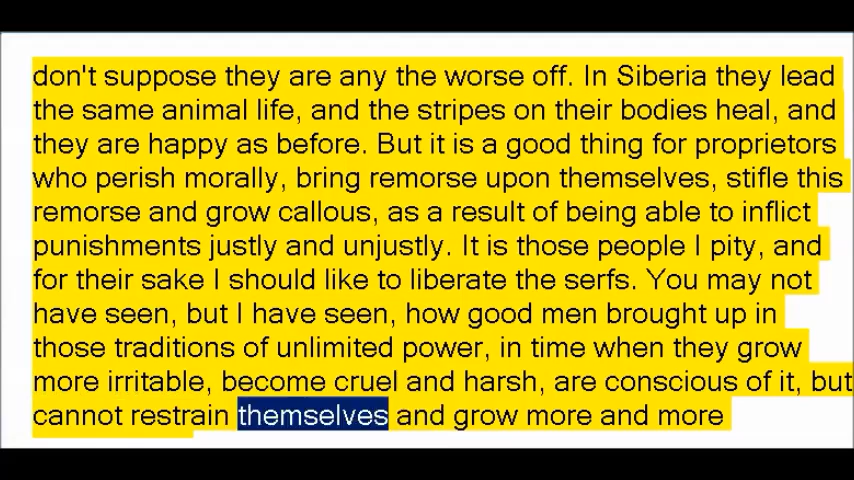 don't suppose they are any the worse off. In Siberia they lead
the same animal life, and the stripes on their bodies heal, and
they are happy as before. But it is a good thing for proprietors
who perish morally, bring remorse upon themselves, stifle this
remorse and grow callous, as a result of being able to inflict
punishments justly and unjustly. It is those people I pity, and
for their sake I should like to liberate the serfs. You may not
have seen, but I have seen, how good men brought up in
those traditions of unlimited power, in time when they grow
more irritable, become cruel and harsh, are conscious of it, but
cannot restrain themselves and grow more and more